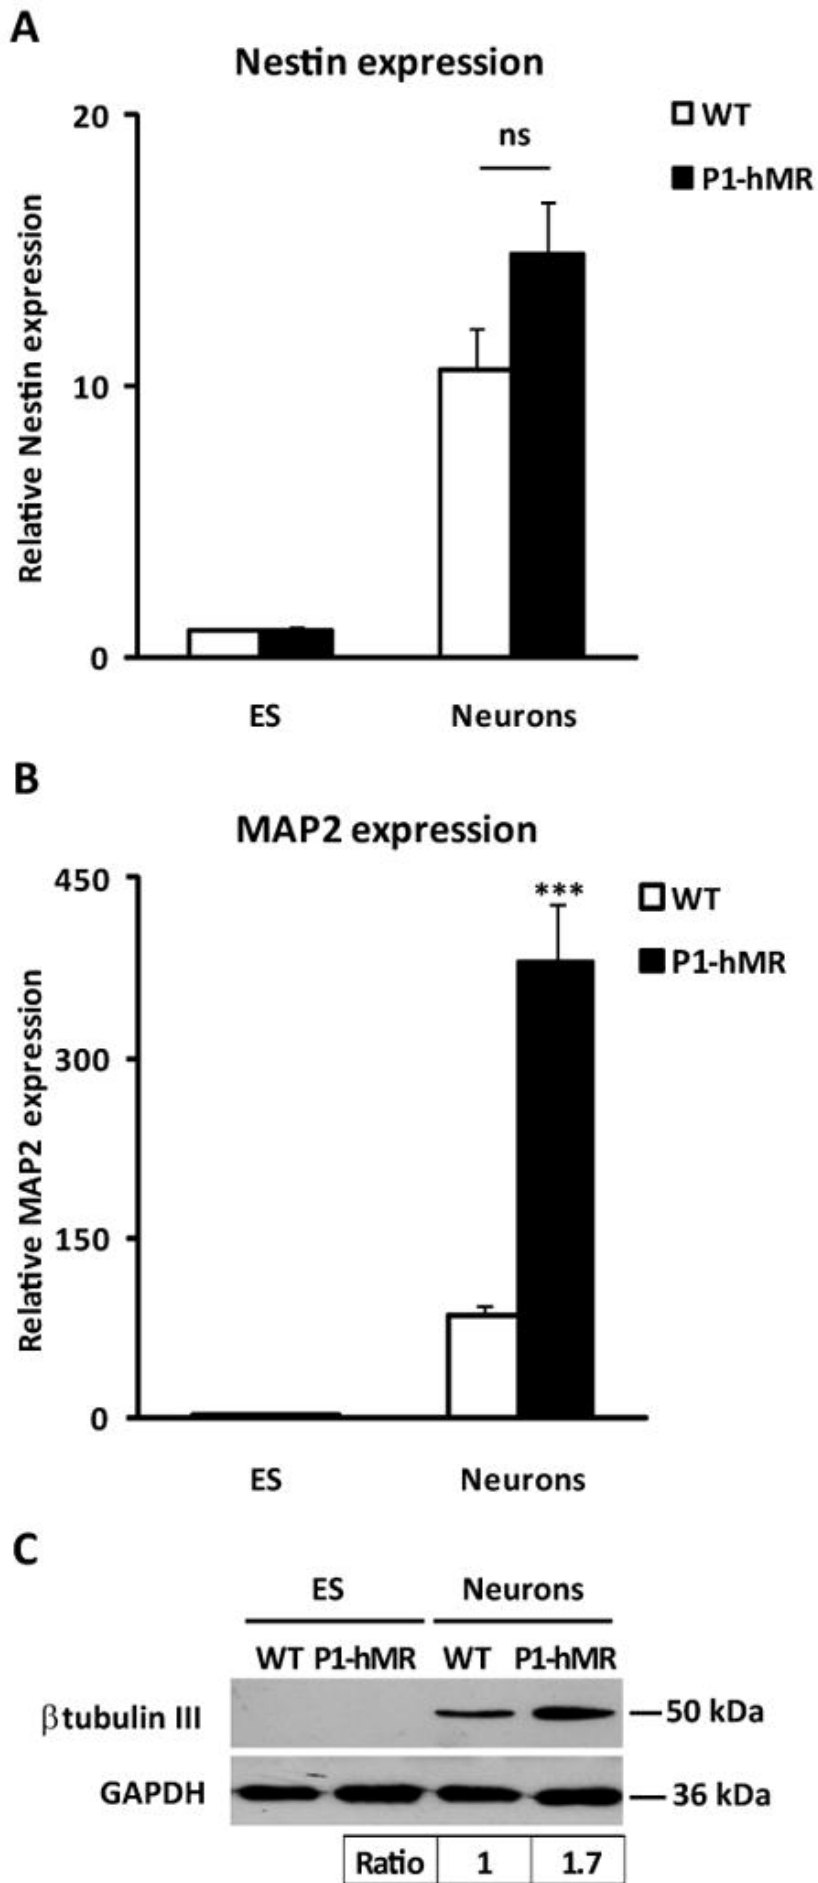 A
Nestin expression
WT
P1-hMR
ns
Relative Nestin expression
20
10
0
ES Neurons
B
MAP2 expression
WT
P1-hMR
***
Relative MAP2 expression
450
300
150
0
ES Neurons
C
ES Neurons
WT P1-hMR WT P1-hMR
βtubulin III 50 kDa
GAPDH 36 kDa
Ratio 1 1.7